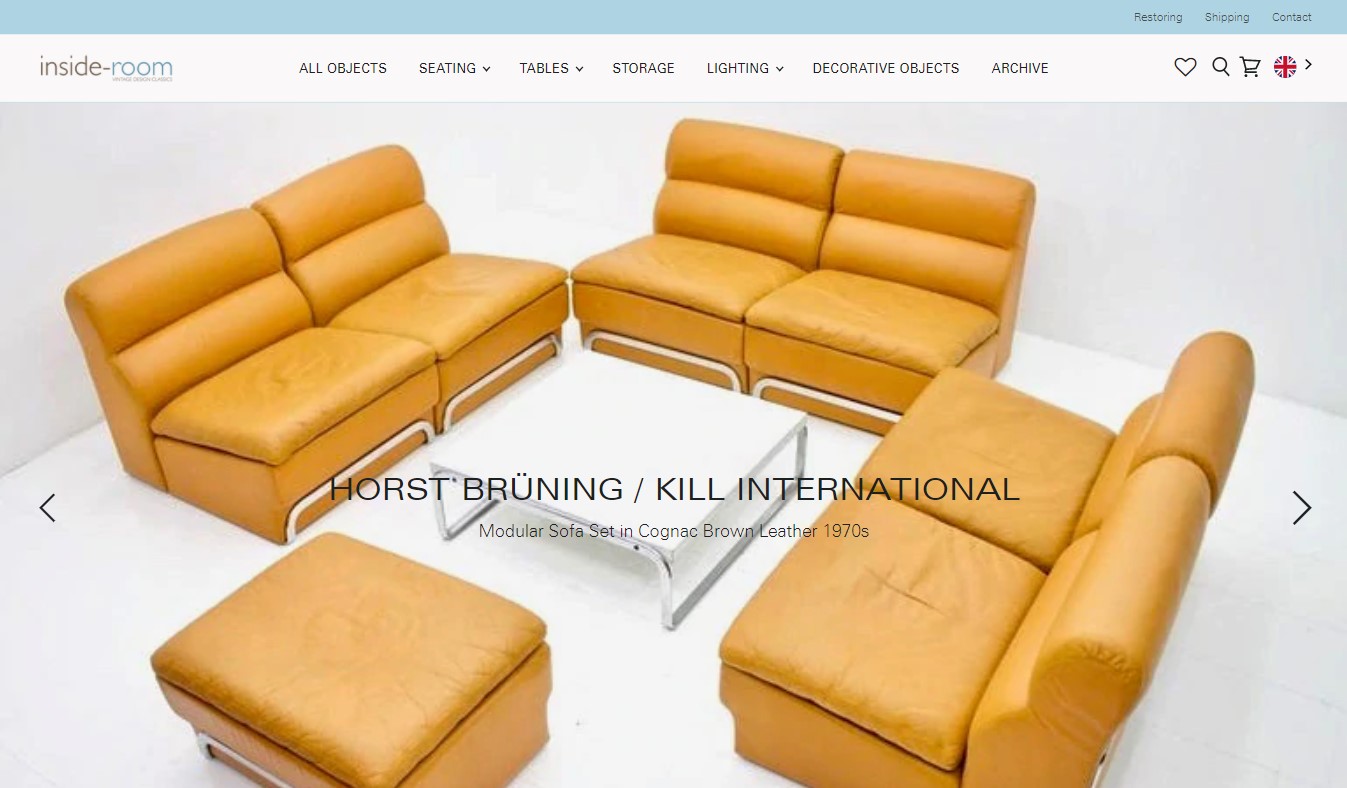 Restoring Shipping Contact
inside-room
VINTAGE DESIGN CLASSICS
ALL OBJECTS SEATING TABLES STORAGE LIGHTING DECORATIVE OBJECTS ARCHIVE
HORST BRÜNING / KILL INTERNATIONAL
Modular Sofa Set in Cognac Brown Leather 1970s